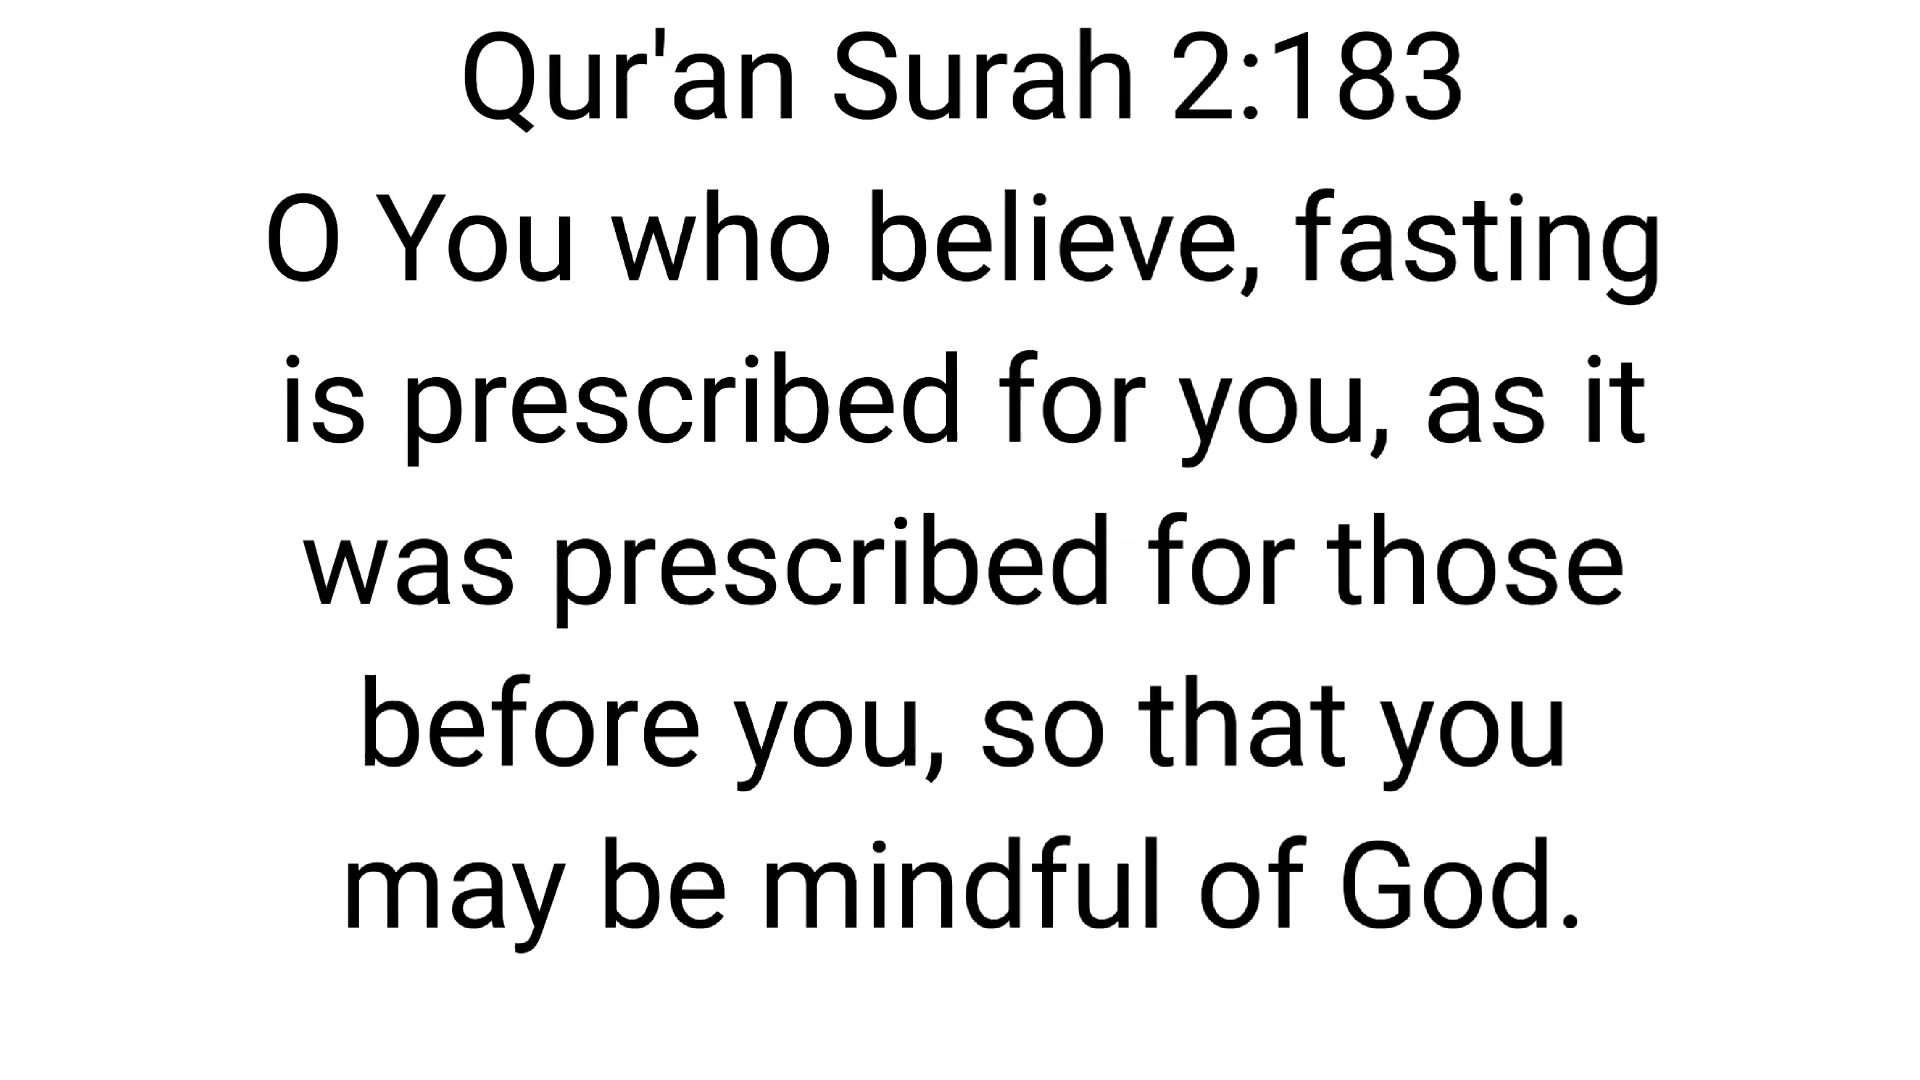 Qur'an Surah 2:183
O You who believe, fasting
is prescribed for you, as it
was prescribed for those
before you, so that you
may be mindful of God.